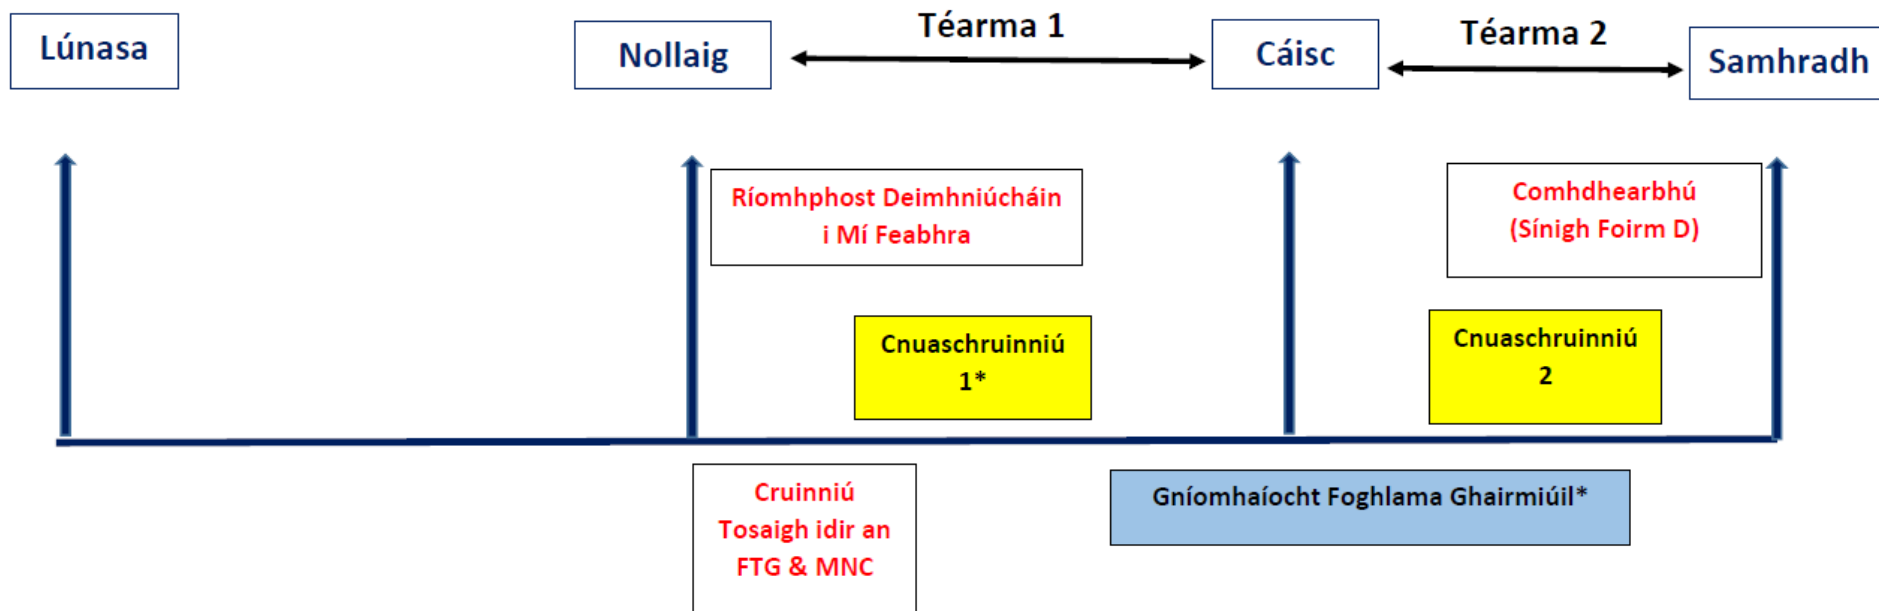 Lúnasa
Nollaig
Téarma 1
Cáisc
Téarma 2
Samhradh
Ríomhphost Deimhniúcháin
i Mí Feabhra
Comhdhearbhú
(Sínigh Foirm D)
Cnuaschruinniú
1*
Cnuaschruinniú
2
Cruinniú
Tosaigh idir an
FTG & MNC
Gníomhaíocht Foghlama Ghairmiúil*